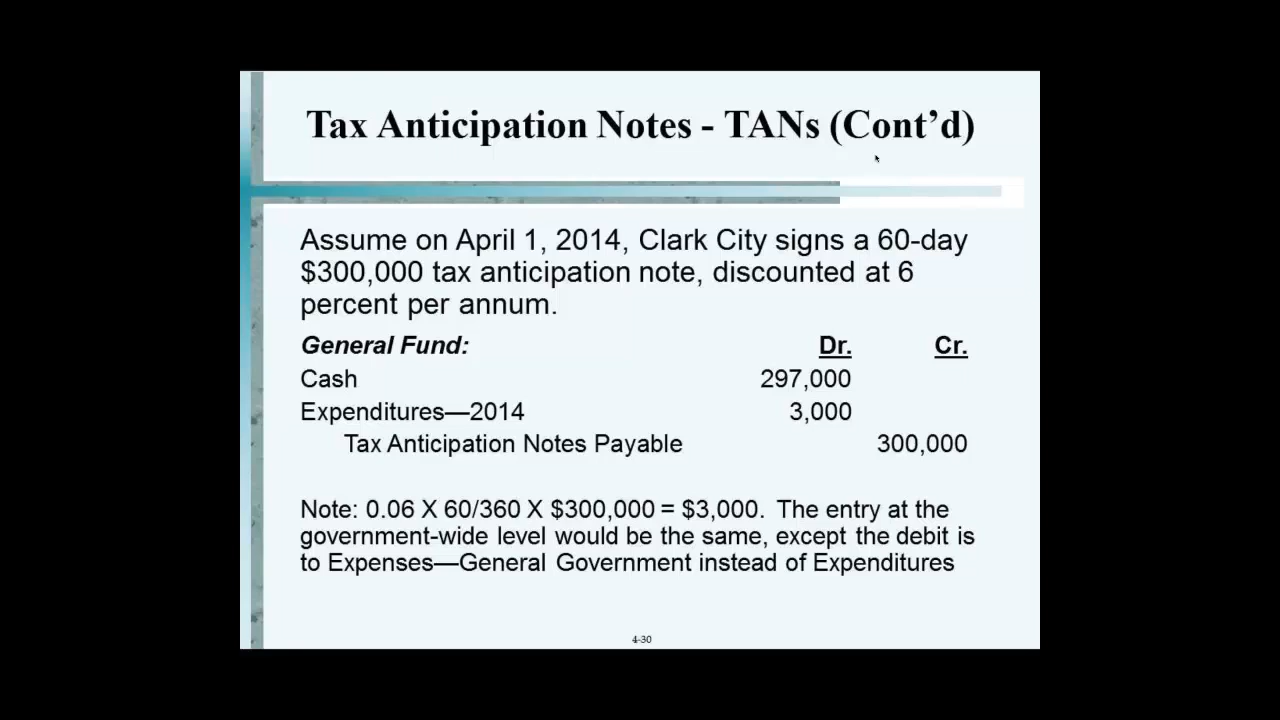 Tax Anticipation Notes - TANs (Cont’d)
Assume on April 1, 2014, Clark City signs a 60-day
$300,000 tax anticipation note, discounted at 6
percent per annum.
General Fund: Dr. Cr.
Cash 297,000
Expenditures—2014 3,000
Tax Anticipation Notes Payable 300,000
Note: 0.06 X 60/360 X $300,000 = $3,000. The entry at the
government-wide level would be the same, except the debit is
to Expenses—General Government instead of Expenditures
4-30